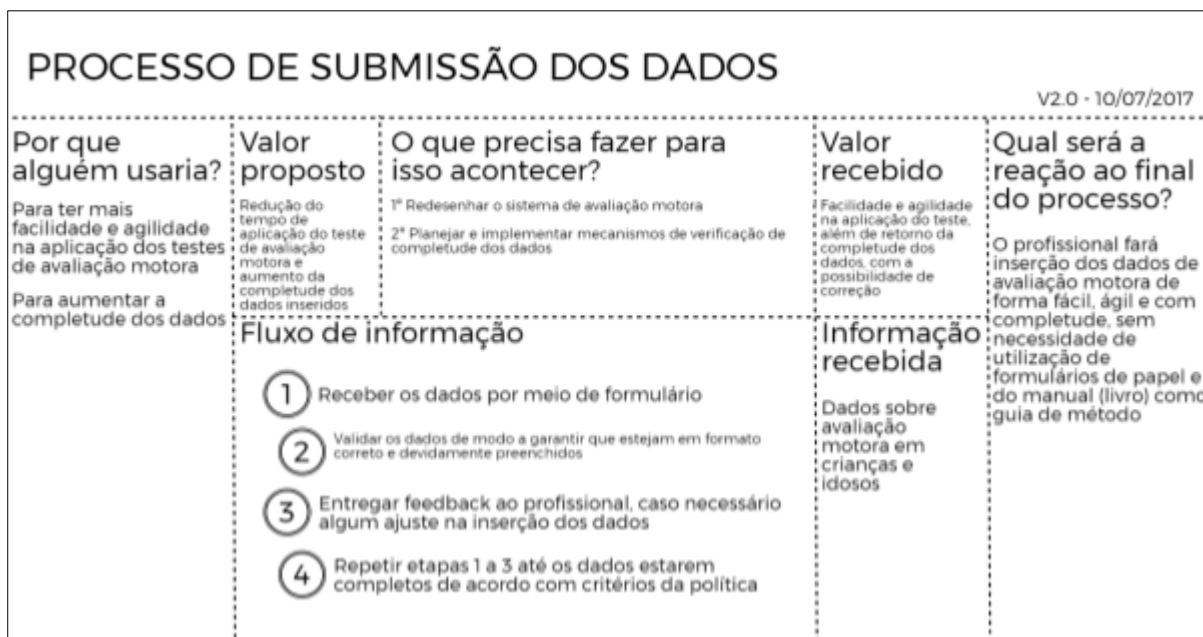 PROCESSO DE SUBMISSÃO DOS DADOS
V2.0 - 10/07/2017
Por que
alguém usaria?
Para ter mais
facilidade e agilidade
na aplicação dos testes
de avaliação motora
Para aumentar a
completude dos dados
Valor
proposto
Redução do
tempo de
aplicação do teste
de avaliação
motora e
aumento da
completude dos
dados inseridos
O que precisa fazer para
isso acontecer?
1º Redesenhar o sistema de avaliação motora
2º Planejar e implementar mecanismos de verificação de
completude dos dados
Valor
recebido
Facilidade e agilidade
na aplicação do teste,
além de retorno da
completude dos
dados, com a
possibilidade de
correção
Qual será a
reação ao final
do processo?
O profissional fará
inserção dos dados de
avaliação motora de
forma fácil, ágil e com
completude, sem
necessidade de
utilização de
formulários de papel e
do manual (livro) como
guia de método
Fluxo de informação
1 Receber os dados por meio de formulário
2 Validar os dados de modo a garantir que estejam em formato
correto e devidamente preenchidos
3 Entregar feedback ao profissional, caso necessário
algum ajuste na inserção dos dados
4 Repetir etapas 1 a 3 até os dados estarem
completos de acordo com critérios da política
Informação
recebida
Dados sobre
avaliação
motora em
crianças e
idosos